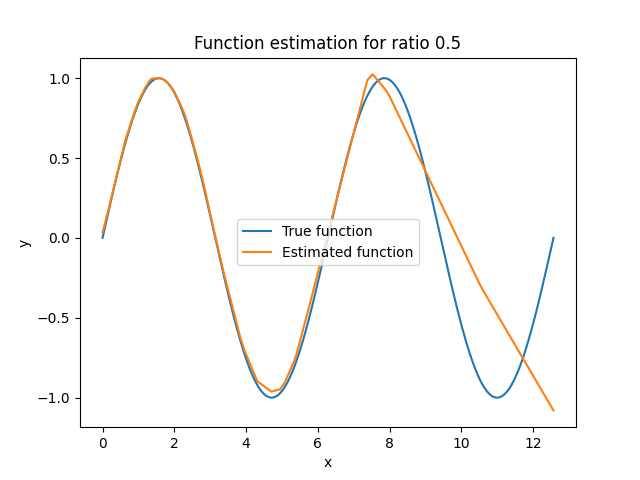 Function estimation for ratio 0.5
1.0
0.5
0.0
−0.5
−1.0
y
True function
Estimated function
0 2 4 6 8 10 12
x